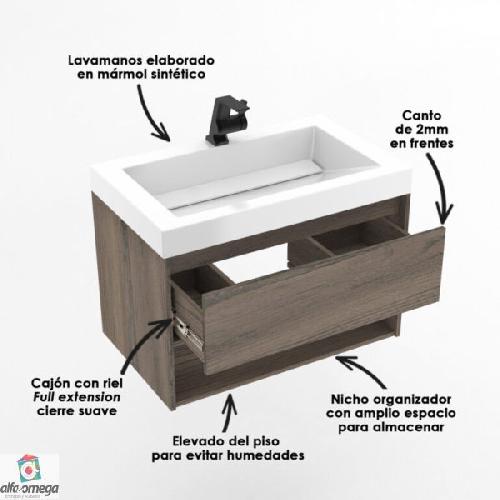 Lavamanos elaborado
en mármol sintético
Canto
de 2mm
en frentes
Cajón con riel
Full extension
cierre suave
Nicho organizador
con amplio espacio
para almacenar
Elevado del piso
para evitar humedades
alfa y omega